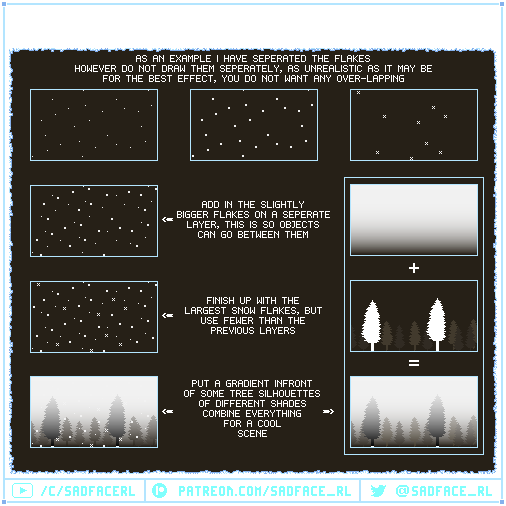 AS AN EXAMPLE I HAVE SEPERATED THE FLAKES
HOWEVER DO NOT DRAW THEM SEPERATELY, AS UNREALISTIC AS IT MAY BE
FOR THE BEST EFFECT, YOU DO NOT WANT ANY OVER-LAPPING
ADD IN THE SLIGHTLY
BIGGER FLAKES ON A SEPERATE
LAYER, THIS IS SO OBJECTS
CAN GO BETWEEN THEM
+
FINISH UP WITH THE
LARGEST SNOW FLAKES, BUT
USE FEWER THAN THE
PREVIOUS LAYERS
=
PUT A GRADIENT INFRONT
OF SOME TREE SILHOUETTES
OF DIFFERENT SHADES
COMBINE EVERYTHING
FOR A COOL
SCENE
/C/SADFACERL
PATREON.COM/SADFACE_RL
@SADFACE_RL